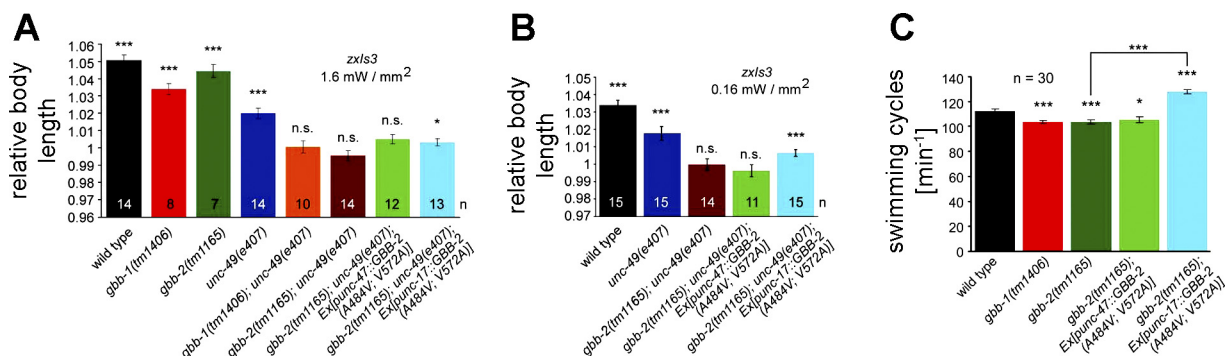 A
relative body
length
1.06
1.05
1.04
1.03
1.02
1.01
1
0.99
0.98
0.97
0.96
zxIs3
1.6 mW / mm2
***
***
***
***
n.s.
n.s.
n.s.
*
14
8
7
14
10
14
12
13
n
wild type
gbb-1(tm1406)
gbb-2(tm1165)
unc-49(e407)
gbb-1(tm1406); unc-49(e407)
gbb-2(tm1165); unc-49(e407)
gbb-2(tm1165); unc-49(e407);
Ex[punc-47::GBB-2
(A484V; V572A)]
gbb-2(tm1165); unc-49(e407);
Ex[punc-17::GBB-2
(A484V; V572A)]
B
relative body
length
1.05
1.04
1.03
1.02
1.01
1
0.99
0.98
0.97
zxIs3
0.16 mW / mm2
***
***
n.s.
n.s.
***
15
15
14
11
15
n
wild type
unc-49(e407)
gbb-2(tm1165); unc-49(e407)
gbb-2(tm1165); unc-49(e407);
Ex[punc-47::GBB-2
(A484V; V572A)]
gbb-2(tm1165); unc-49(e407);
Ex[punc-17::GBB-2
(A484V; V572A)]
C
swimming cycles
[min-1]
140
120
100
80
60
40
20
0
n = 30
***
***
***
*
***
wild type
gbb-1(tm1406)
gbb-2(tm1165)
gbb-2(tm1165);
Ex[punc-47::GBB-2
(A484V; V572A)]
gbb-2(tm1165);
Ex[punc-17::GBB-2
(A484V; V572A)]